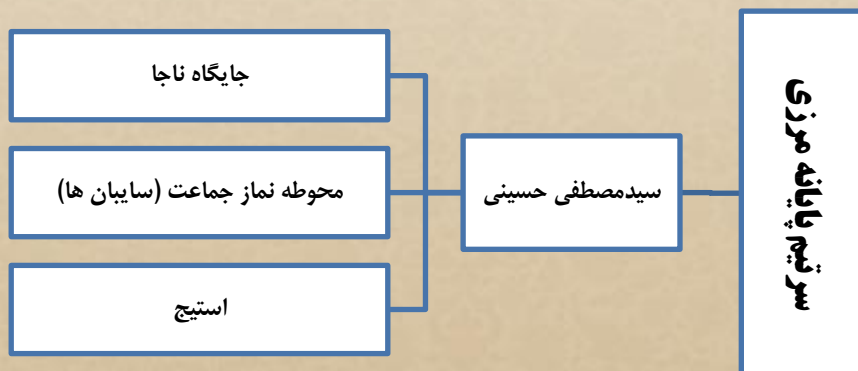 سرتیم پایانه مرزی
سیدمصطفی حسینی
جایگاه ناجا
محوطه نماز جماعت (سایبان ها)
استیج